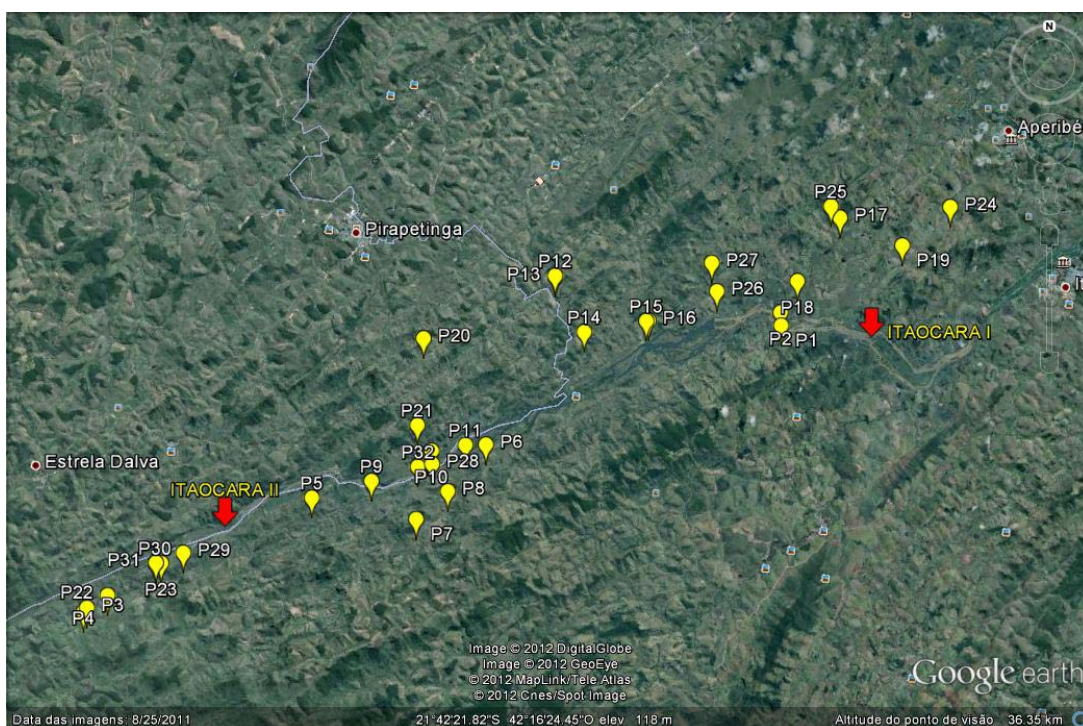 N
Aperibé
P25
P17
P24
Pirapetinga
P19
P27
P12
P13
P26
P18
P15
P16
P14
ITAOCARA I
P2
P1
P20
P21
P11
P6
P32
P28
Estrela Dalva
P10
P9
P5
P8
ITAOCARA II
P7
P30
P29
P31
P23
P22
P3
P4
Image © 2012 DigitalGlobe
Image © 2012 GeoEye
© 2012 MapLink/Tele Atlas
© 2012 Cnes/Spot Image
Google earth
Data das imagens: 8/25/2011
21°42'21.82"S 42°16'24.45"O elev 118 m
Altitude do ponto de visão 36.35 km